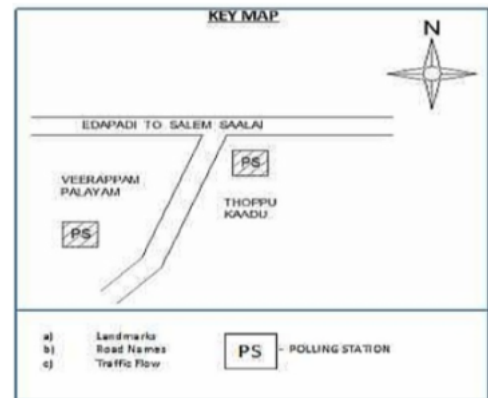 KEY MAP
N
EDAPADI TO SALEM SAALAI
PS
VEERAPPAM
PALAYAM
THOPPU
KAADU
PS
a) Landmarks
b) Road Names
c) Traffic Flow
PS - POLLING STATION